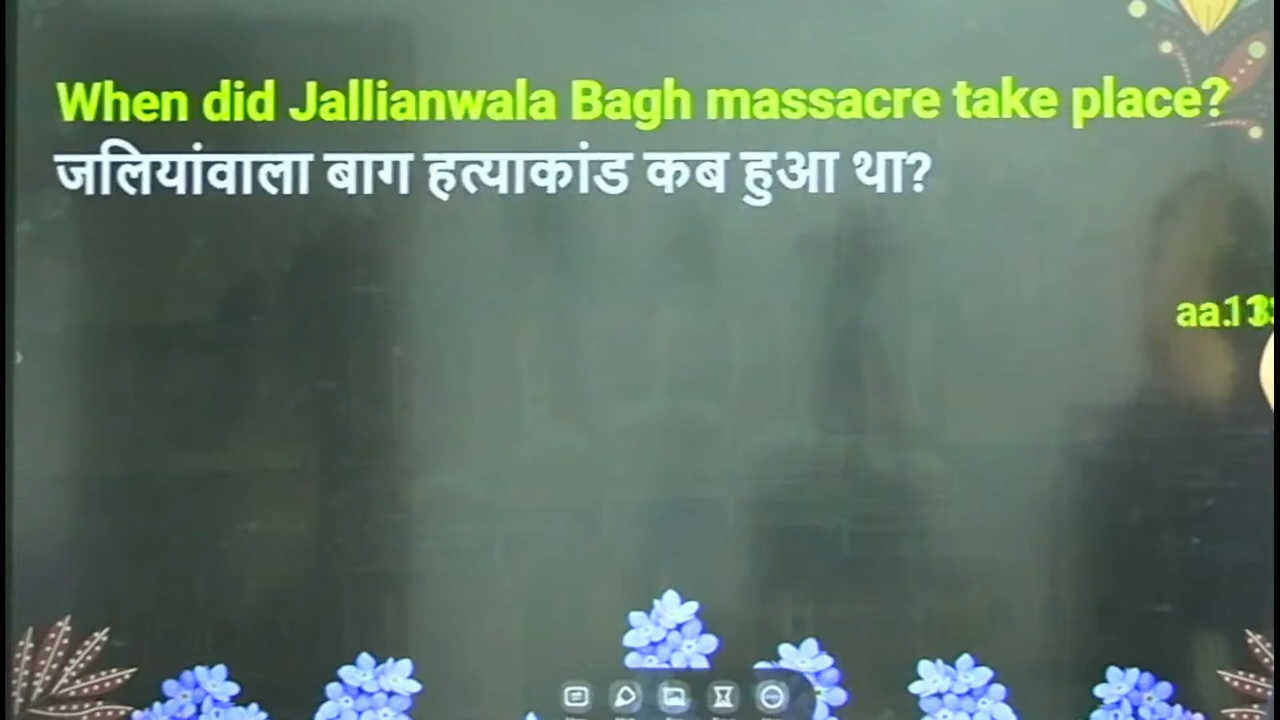 When did Jallianwala Bagh massacre take place?
जलियांवाला बाग हत्याकांड कब हुआ था?